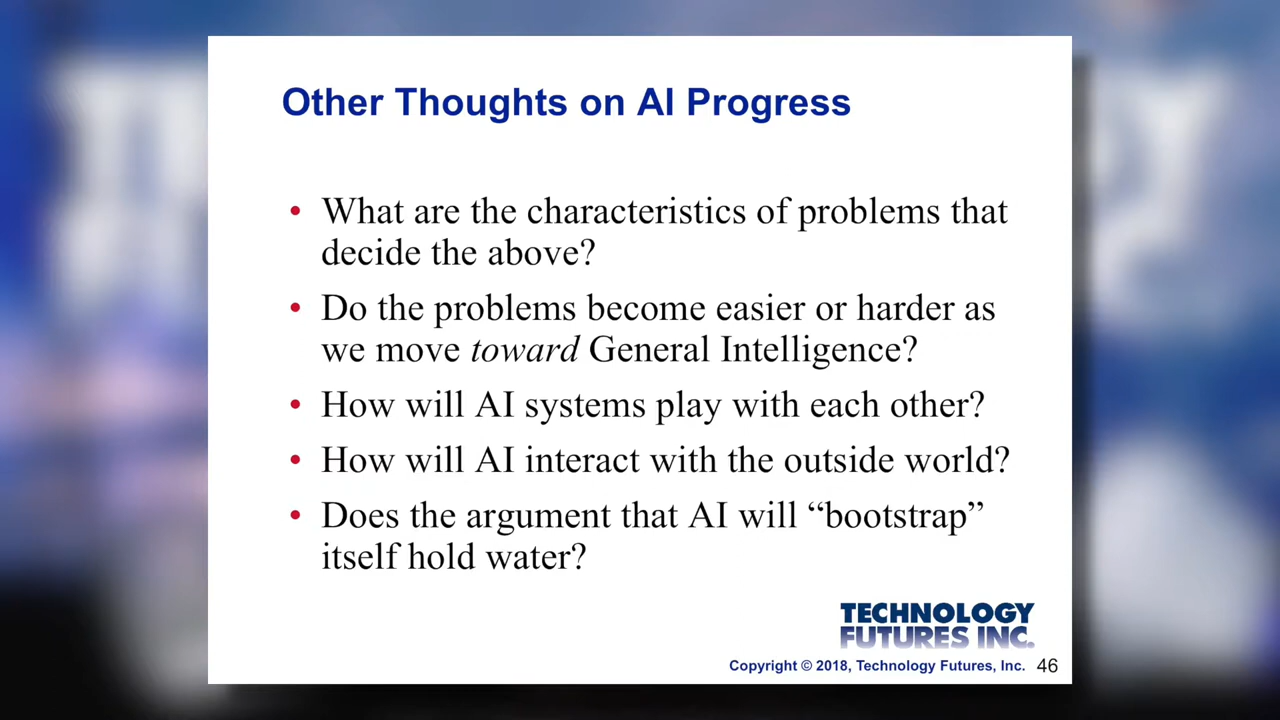 Other Thoughts on AI Progress
• What are the characteristics of problems that
decide the above?
• Do the problems become easier or harder as
we move toward General Intelligence?
• How will AI systems play with each other?
• How will AI interact with the outside world?
• Does the argument that AI will “bootstrap”
itself hold water?
TECHNOLOGY
FUTURES INC.
Copyright © 2018, Technology Futures, Inc. 46